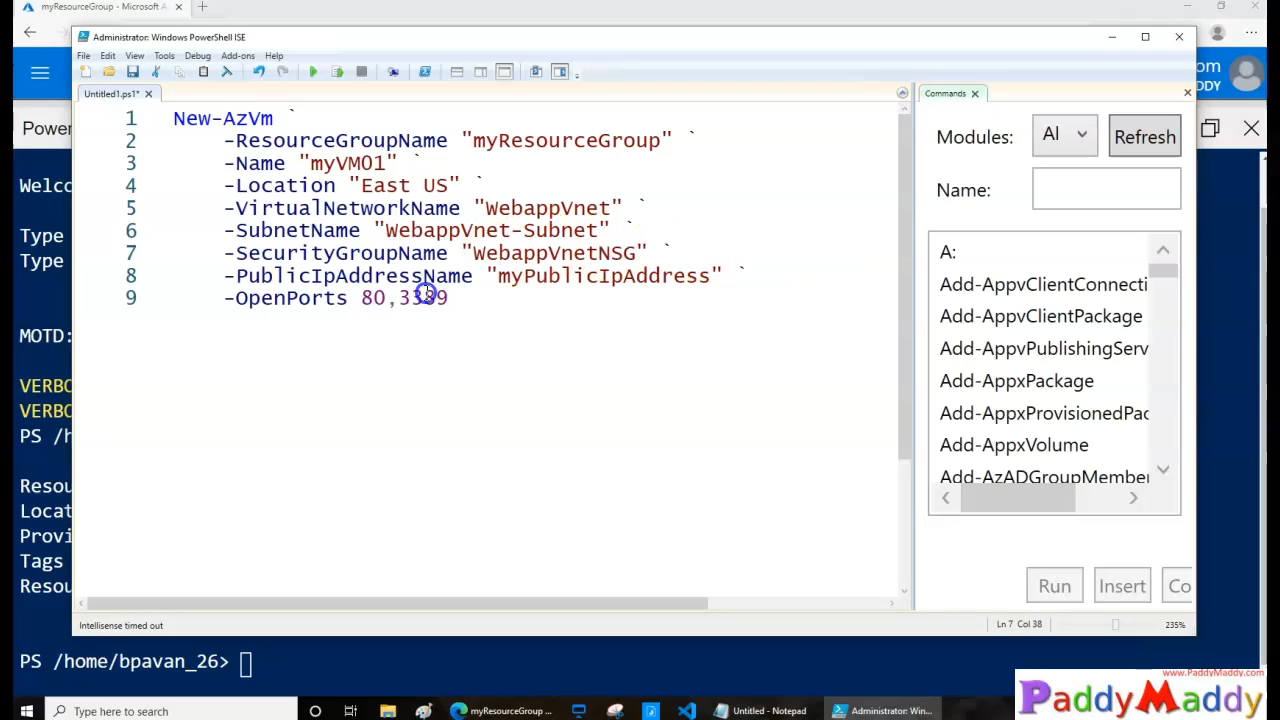 myResourceGroup - Microsoft A
Administrator: Windows PowerShell ISE
File Edit View Tools Debug Add-ons Help
Untitled1.ps1*
Commands
1 New-AzVm `
2 -ResourceGroupName "myResourceGroup" `
3 -Name "myVM01" `
4 -Location "East US" `
5 -VirtualNetworkName "WebappVnet" `
6 -SubnetName "WebappVnet-Subnet" `
7 -SecurityGroupName "WebappVnetNSG" `
8 -PublicIpAddressName "myPublicIpAddress" `
9 -OpenPorts 80,3389
Modules: Al Refresh
Name:
A:
Add-AppvClientConnecti
Add-AppvClientPackage
Add-AppvPublishingServ
Add-AppxPackage
Add-AppxProvisionedPac
Add-AppxVolume
Add-AzADGroupMember
Run Insert Co
Intellisense timed out
Ln 7 Col 38
235%
om
DDY
Power
Welco
Type
Type
MOTD:
VERBO
VERBO
PS /h
Resou
Locat
Provi
Tags
Resou
PS /home/bpavan_26>
www.PaddyMaddy.com
PaddyMaddy
Type here to search
myResourceGroup ...
Untitled - Notepad
Administrator: Win...